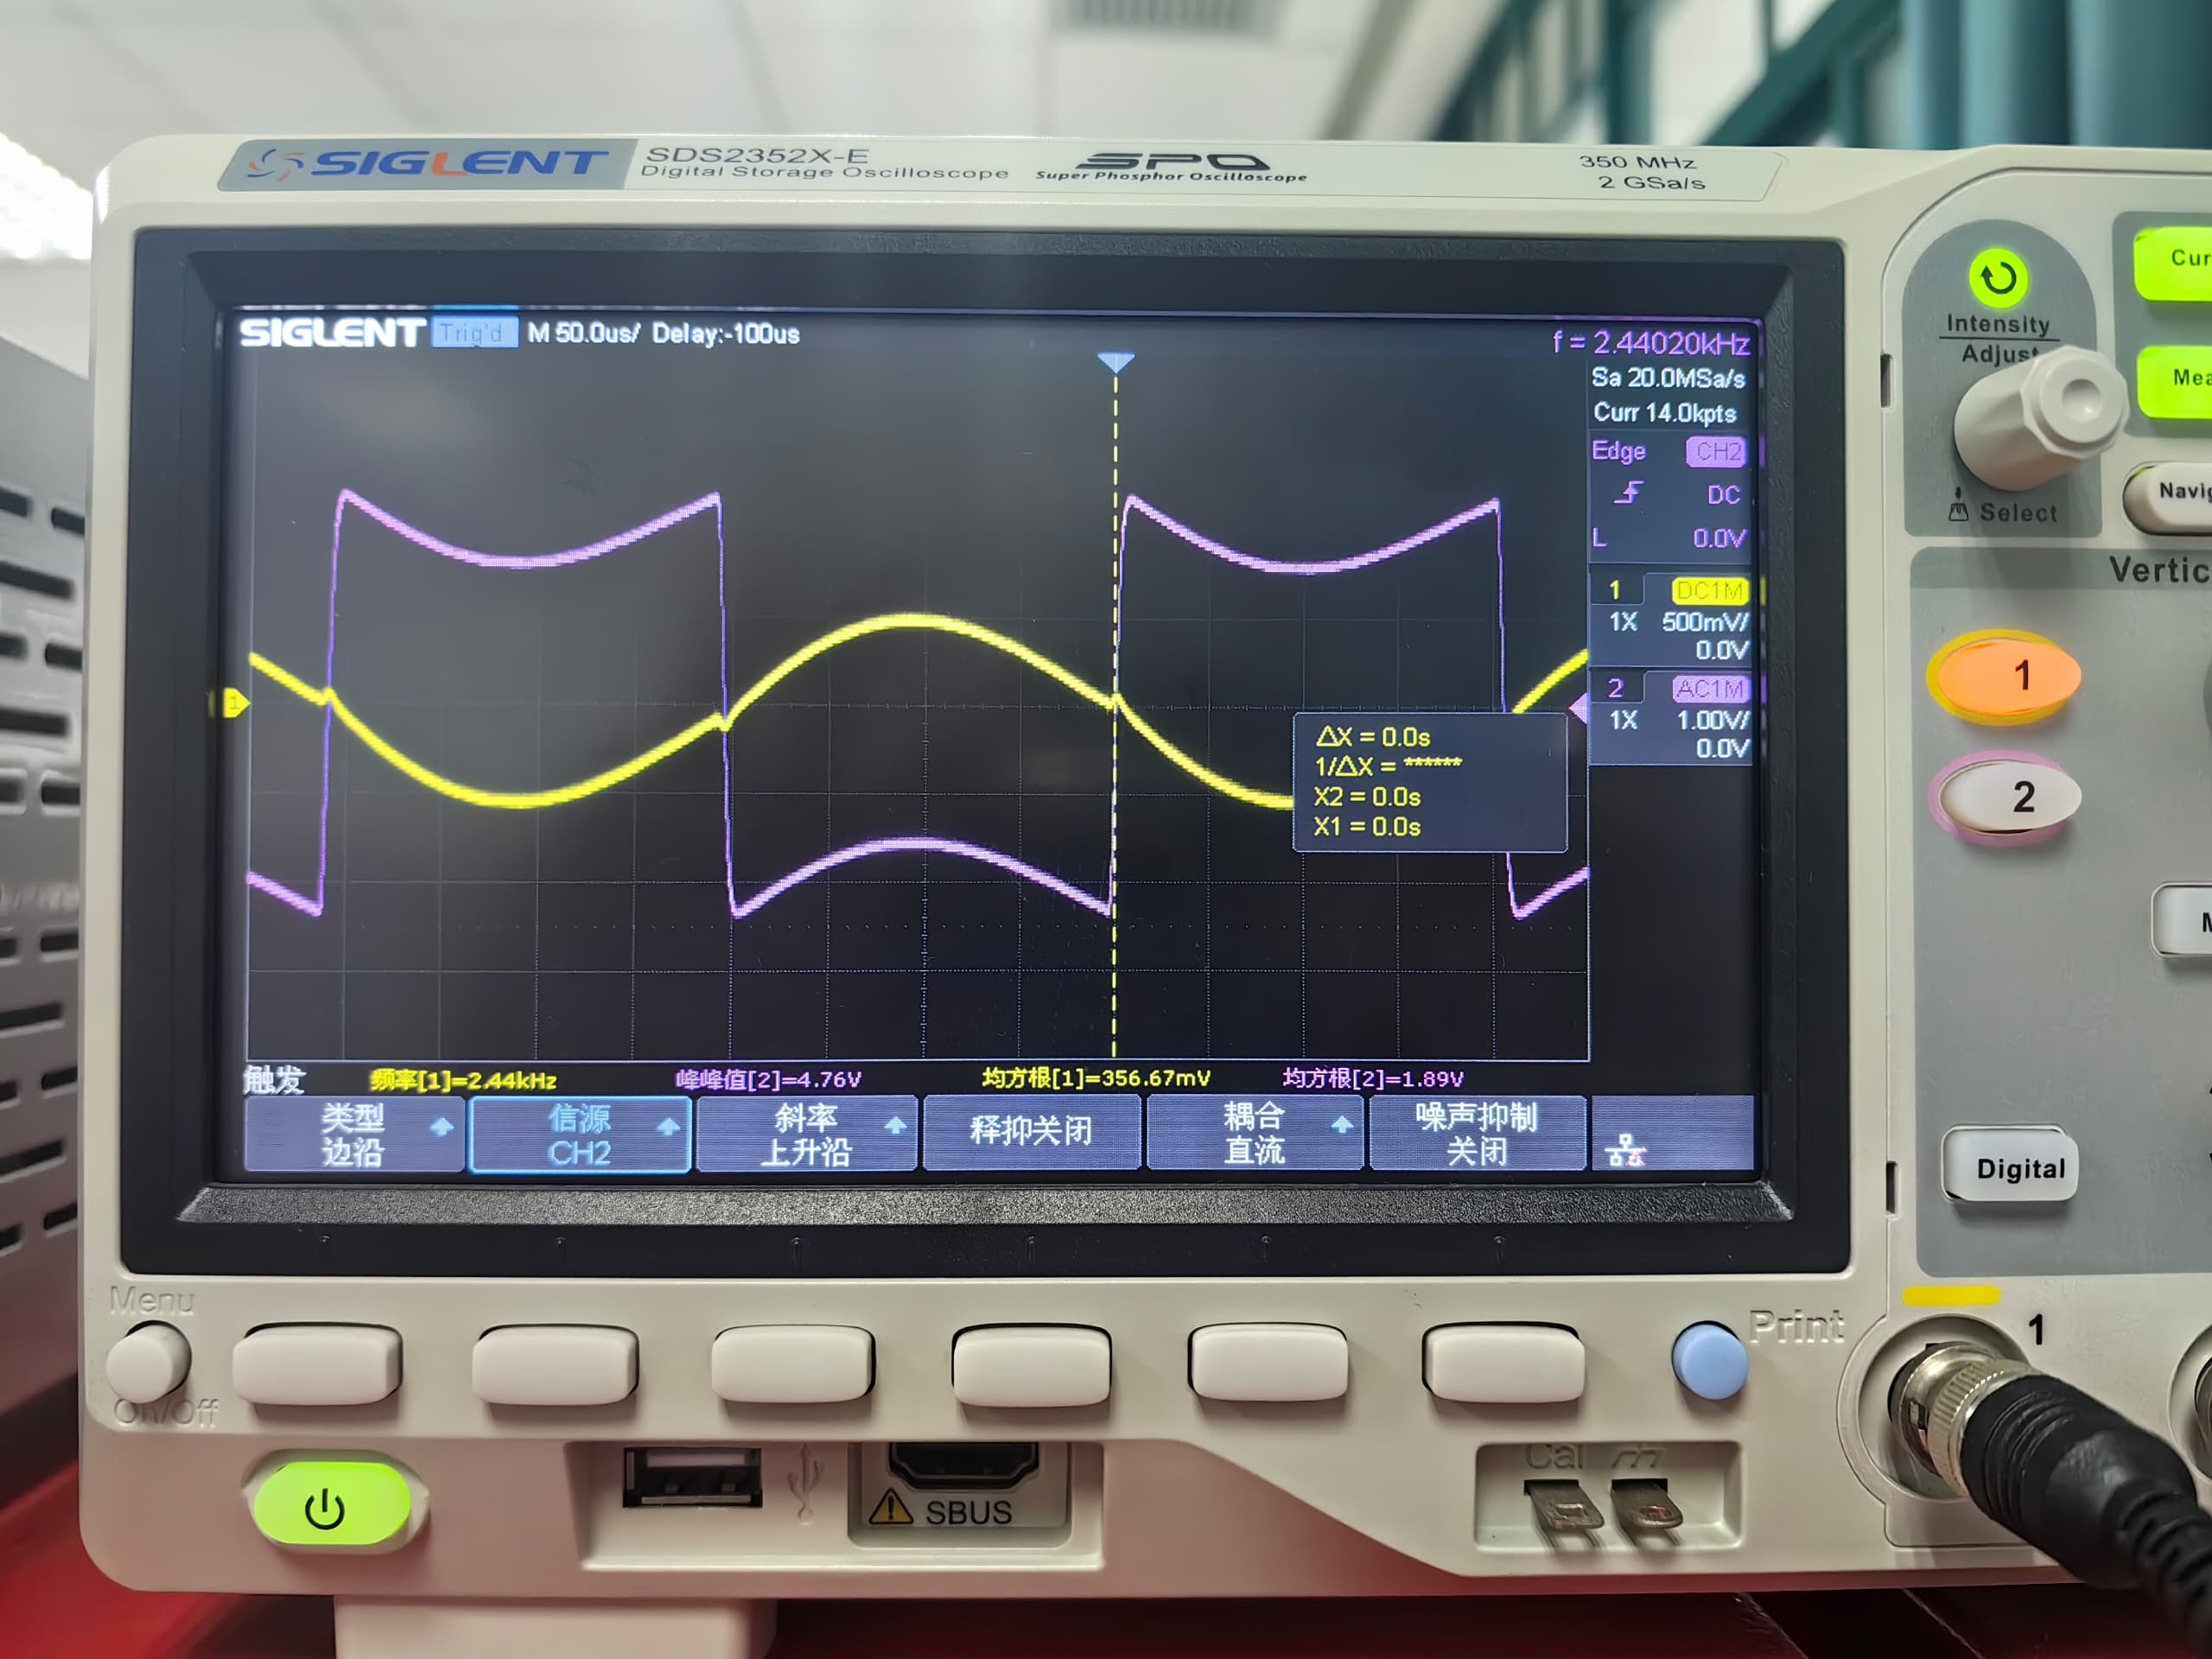 SIGLENT
SDS2352X-E
Digital Storage Oscilloscope
SPO
Super Phosphor Oscilloscope
350 MHz
2 GSa/s
SIGLENT Trig'd M 50.0us/ Delay:-100us
f = 2.44020kHz
Sa 20.0MSa/s
Curr 14.0kpts
Edge CH2
DC
L 0.0V
1 DC1M
1X 500mV/
0.0V
2 AC1M
1X 1.00V/
0.0V
1
ΔX = 0.0s
1/ΔX = ******
X2 = 0.0s
X1 = 0.0s
触发 频率[1]=2.44kHz 峰峰值[2]=4.76V 均方根[1]=356.67mV 均方根[2]=1.89V
类型
边沿
信源
CH2
斜率
上升沿
释抑关闭
耦合
直流
噪声抑制
关闭
Intensity
Adjust
Select
Cur
Mea
Navig
Vertic
1
2
M
Digital
Menu
On/Off
Print
1
SBUS
Cal